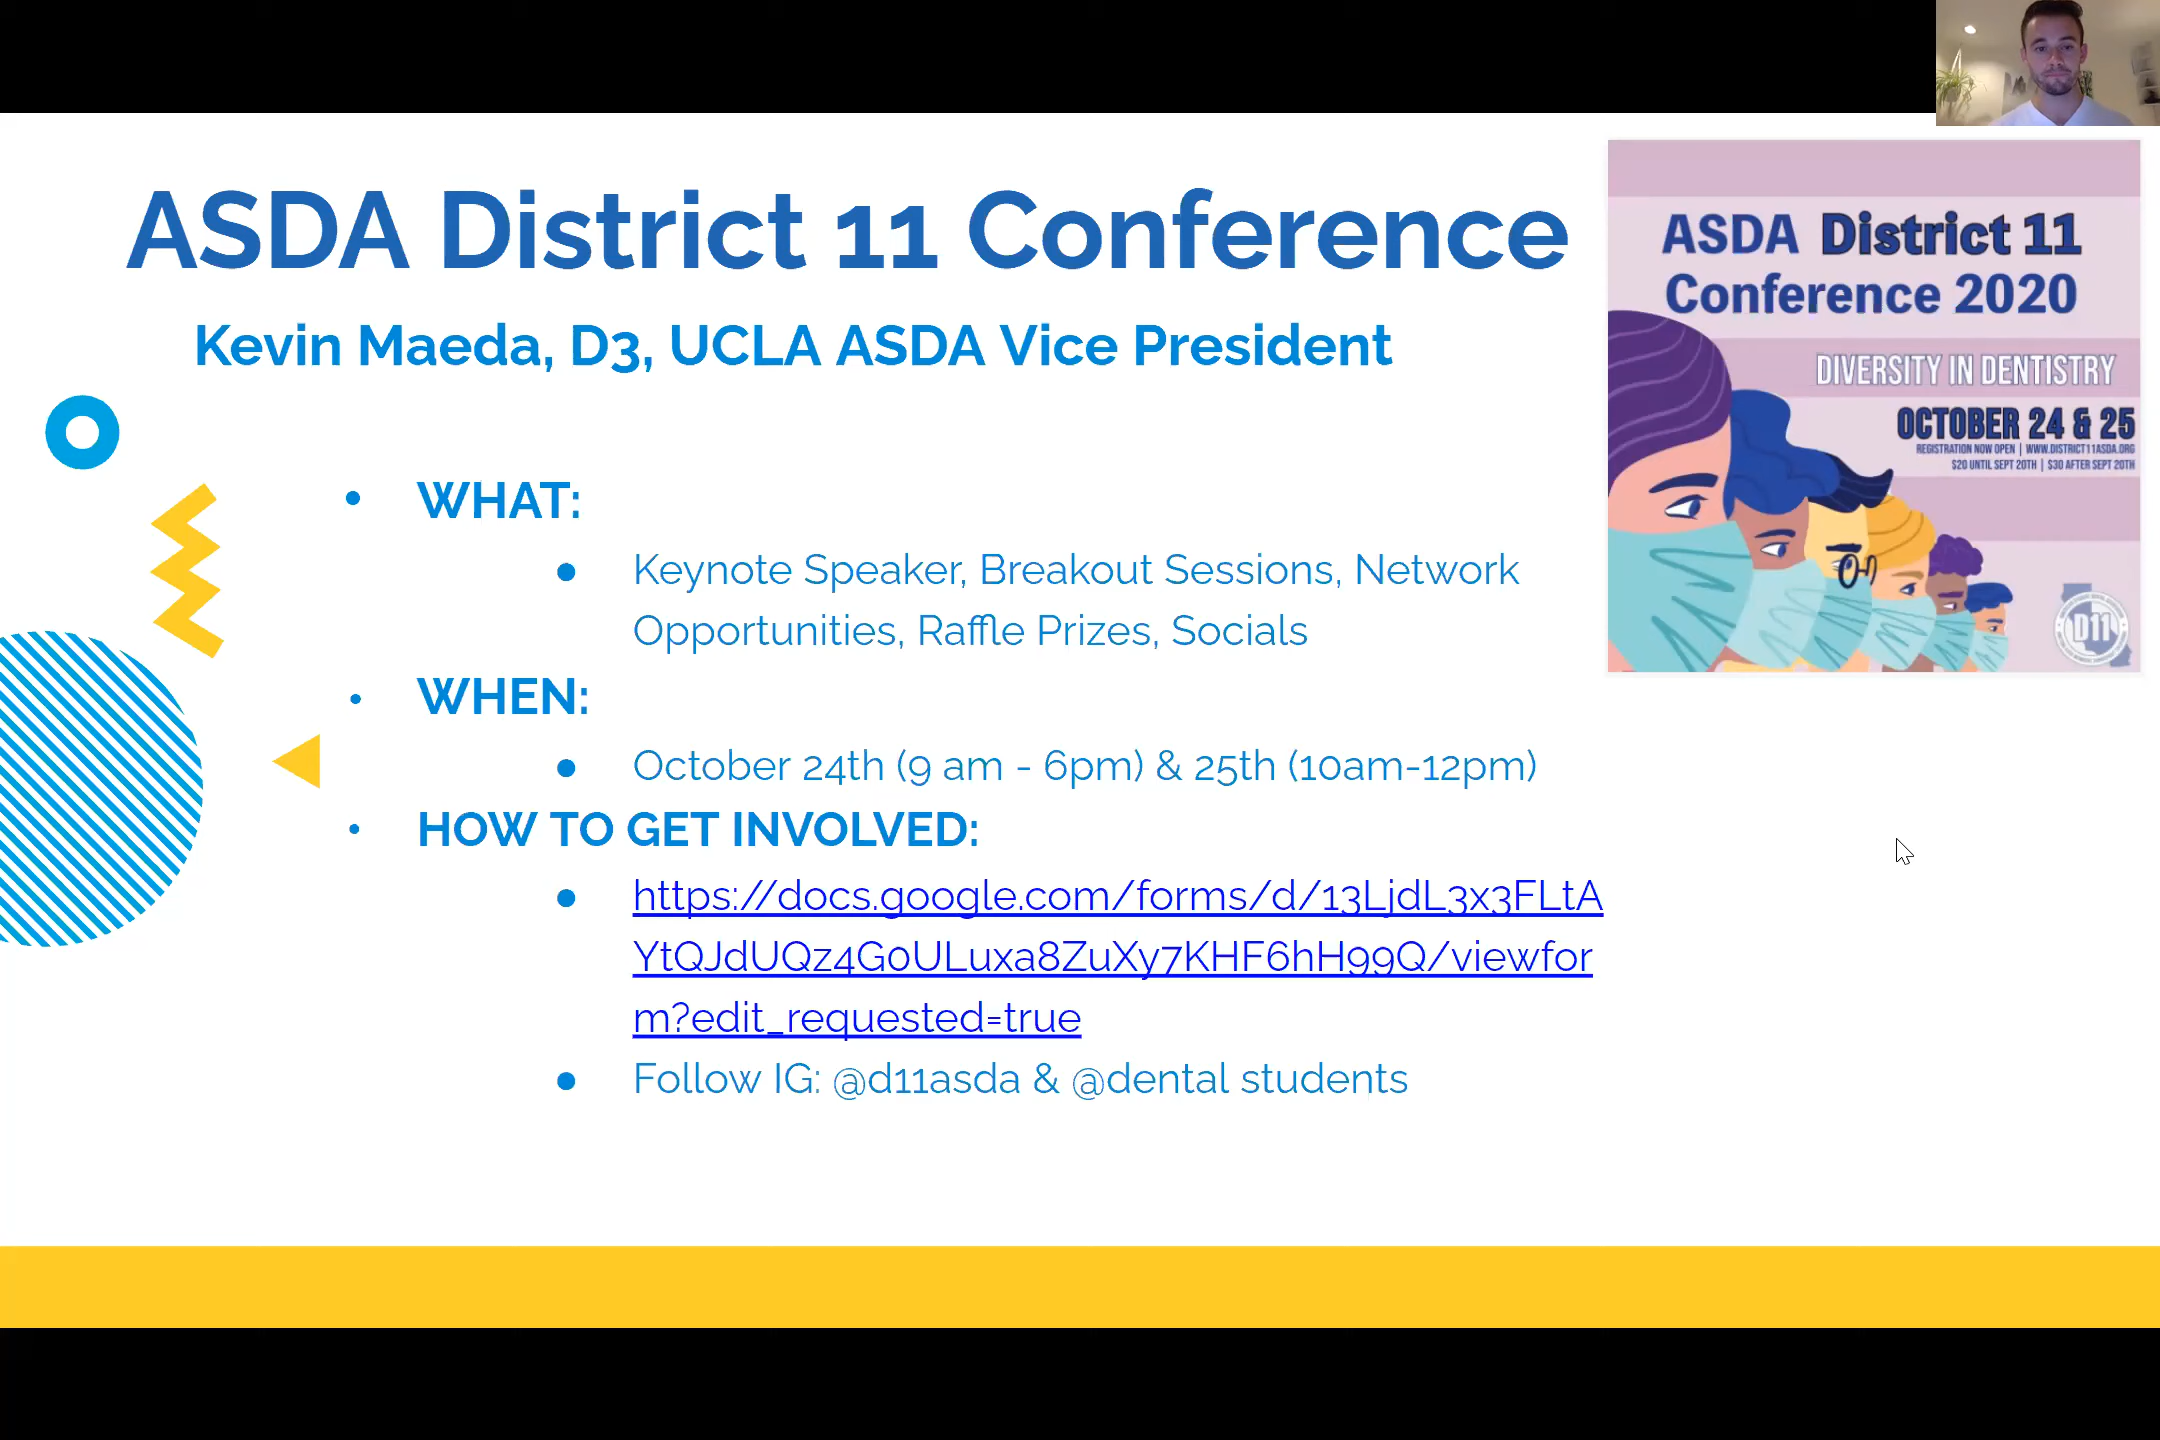 ASDA District 11 Conference
Kevin Maeda, D3, UCLA ASDA Vice President
WHAT:
Keynote Speaker, Breakout Sessions, Network
Opportunities, Raffle Prizes, Socials
WHEN:
October 24th (9 am - 6pm) & 25th (10am-12pm)
HOW TO GET INVOLVED:
https://docs.google.com/forms/d/13LjdL3x3FLtA
YtQJdUQz4G0ULuxa8ZuXy7KHF6hH99Q/viewfor
m?edit_requested=true
Follow IG: @d11asda & @dental students
ASDA District 11
Conference 2020
DIVERSITY IN DENTISTRY
OCTOBER 24 & 25
REGISTRATION NOW OPEN | WWW.DISTRICT11ASDA.ORG
$20 UNTIL SEPT 20TH | $30 AFTER SEPT 20TH
D11